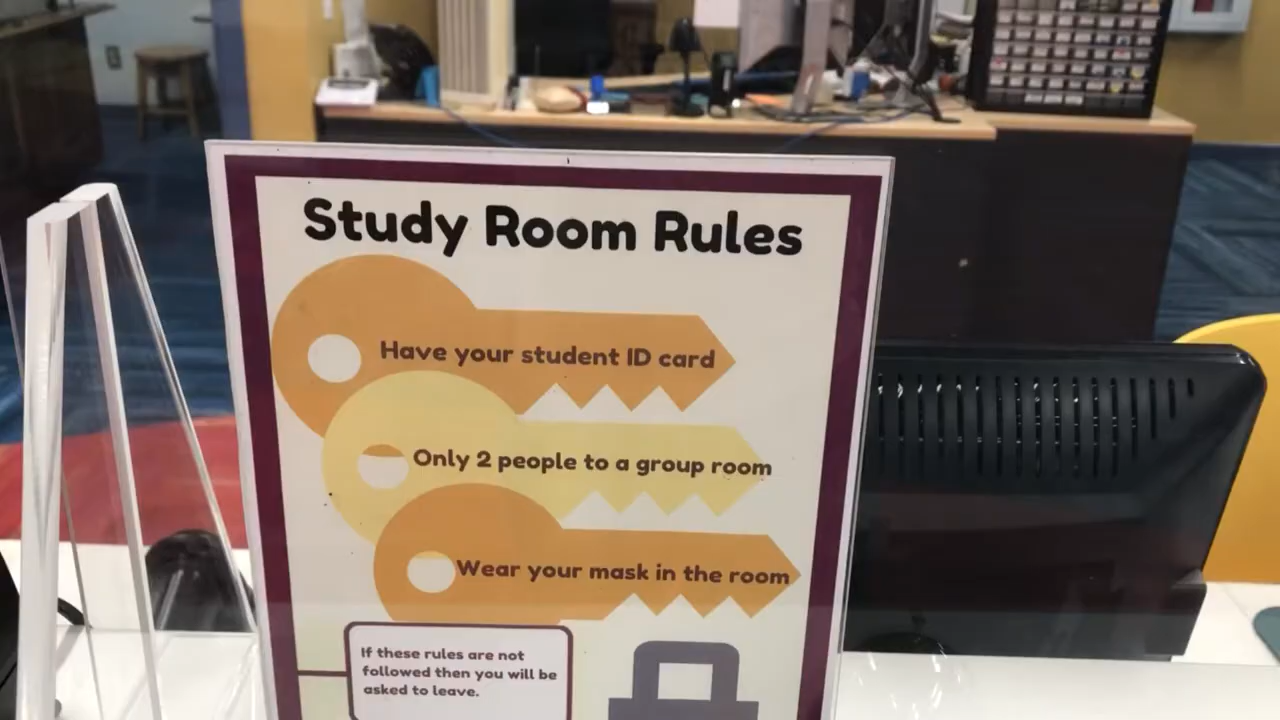 Study Room Rules
Have your student ID card
Only 2 people to a group room
Wear your mask in the room
If these rules are not
followed then you will be
asked to leave.